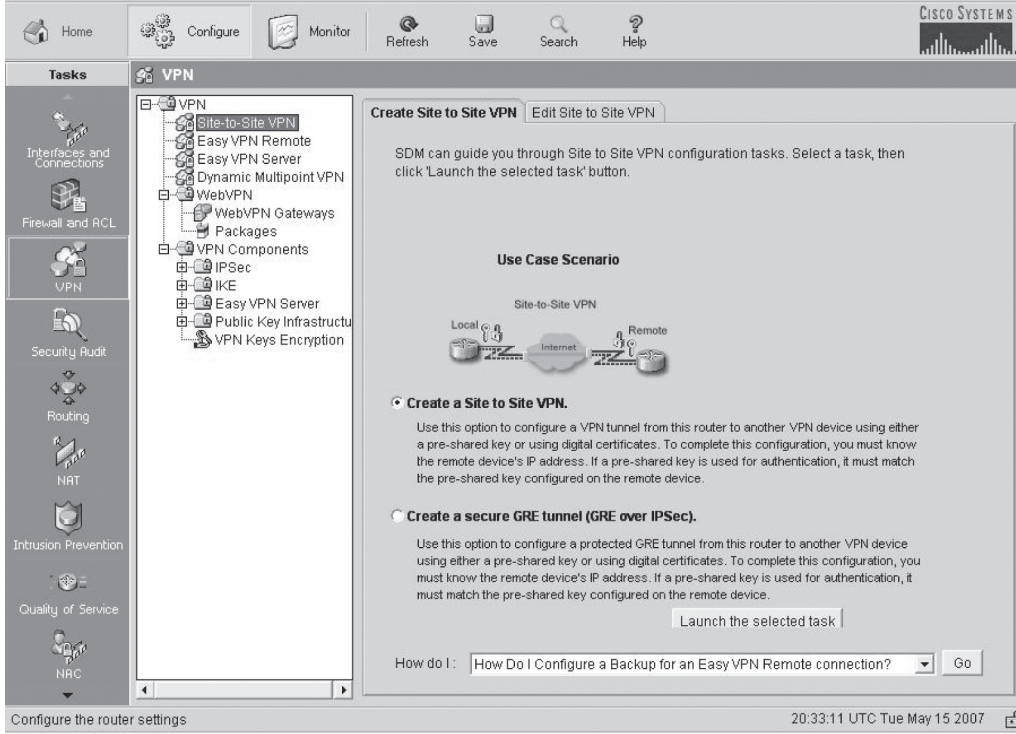 Home
Configure
Monitor
Refresh
Save
Search
Help
CISCO SYSTEMS
Tasks
VPN
Interfaces and
Connections
Firewall and ACL
VPN
Security Audit
Routing
NAT
Intrusion Prevention
Quality of Service
NAC
VPN
Site-to-Site VPN
Easy VPN Remote
Easy VPN Server
Dynamic Multipoint VPN
WebVPN
WebVPN Gateways
Packages
VPN Components
IPSec
IKE
Easy VPN Server
Public Key Infrastructu
VPN Keys Encryption
Create Site to Site VPN
Edit Site to Site VPN
SDM can guide you through Site to Site VPN configuration tasks. Select a task, then
click 'Launch the selected task' button.
Use Case Scenario
Site-to-Site VPN
Local
Internet
Remote
Create a Site to Site VPN.
Use this option to configure a VPN tunnel from this router to another VPN device using either
a pre-shared key or using digital certificates. To complete this configuration, you must know
the remote device's IP address. If a pre-shared key is used for authentication, it must match
the pre-shared key configured on the remote device.
Create a secure GRE tunnel (GRE over IPSec).
Use this option to configure a protected GRE tunnel from this router to another VPN device
using either a pre-shared key or using digital certificates. To complete this configuration, you
must know the remote device's IP address. If a pre-shared key is used for authentication, it
must match the pre-shared key configured on the remote device.
Launch the selected task
How do I :
How Do I Configure a Backup for an Easy VPN Remote connection?
Go
Configure the router settings
20:33:11 UTC Tue May 15 2007